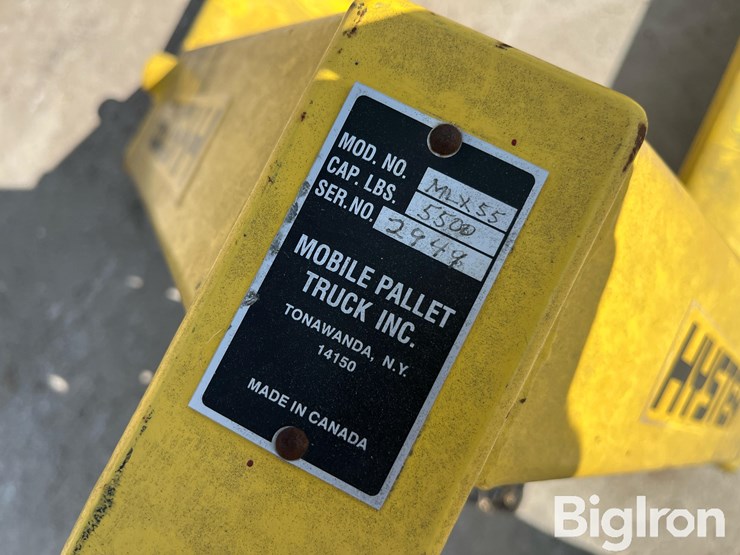 MOD. NO. MLX55
CAP. LBS. 5500
SER. NO. 2949
MOBILE PALLET
TRUCK INC.
TONAWANDA, N.Y.
14150
MADE IN CANADA
HYSTER
BigIron